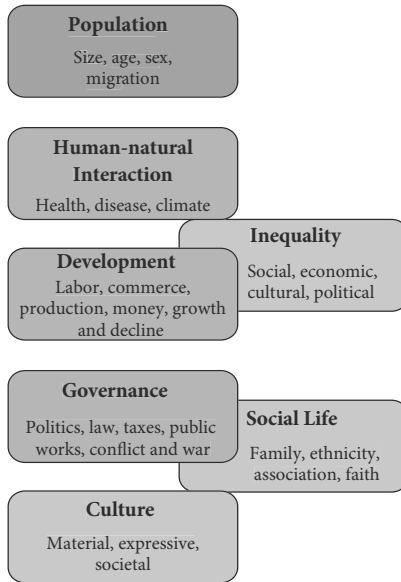 Population
Size, age, sex,
migration
Human-natural
Interaction
Health, disease, climate
Inequality
Social, economic,
cultural, political
Development
Labor, commerce,
production, money, growth
and decline
Governance
Politics, law, taxes, public
works, conflict and war
Social Life
Family, ethnicity,
association, faith
Culture
Material, expressive,
societal